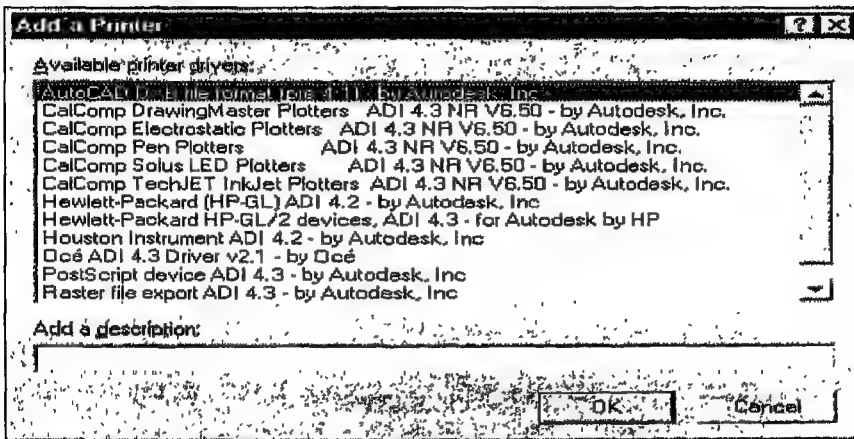 Add a Printer
Available printer drivers:
AutoCAD file format - by Autodesk, Inc
CalComp DrawingMaster Plotters ADI 4.3 NR V6.50 - by Autodesk, Inc.
CalComp Electrostatic Plotters ADI 4.3 NR V6.50 - by Autodesk, Inc.
CalComp Pen Plotters ADI 4.3 NR V6.50 - by Autodesk, Inc.
CalComp Solus LED Plotters ADI 4.3 NR V6.50 - by Autodesk, Inc.
CalComp TechJET InkJet Plotters ADI 4.3 NR V6.50 - by Autodesk, Inc.
Hewlett-Packard (HP-GL) ADI 4.2 - by Autodesk, Inc
Hewlett-Packard HP-GL/2 devices, ADI 4.3 - for Autodesk by HP
Houston Instrument ADI 4.2 - by Autodesk, Inc
Océ ADI 4.3 Driver v2.1 - by Océ
PostScript device ADI 4.3 - by Autodesk, Inc
Raster file export ADI 4.3 - by Autodesk, Inc
Add a description:
OK
Cancel